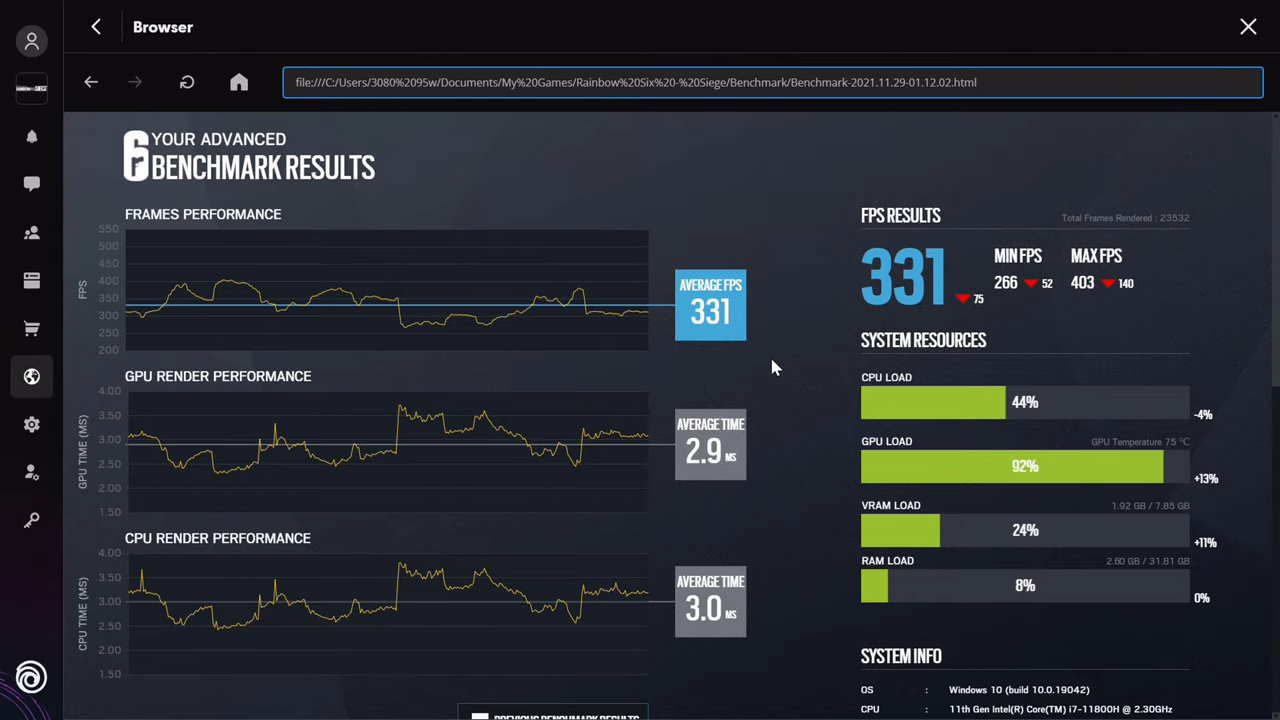 Browser
file:///C:/Users/3080%2095w/Documents/My%20Games/Rainbow%20Six%20-%20Siege/Benchmark/Benchmark-2021.11.29-01.12.02.html
YOUR ADVANCED
BENCHMARK RESULTS
FRAMES PERFORMANCE
550
500
450
400
350
300
250
200
FPS
AVERAGE FPS
331
GPU RENDER PERFORMANCE
4.00
3.50
3.00
2.50
2.00
1.50
GPU TIME (MS)
AVERAGE TIME
2.9 MS
CPU RENDER PERFORMANCE
4.00
3.50
3.00
2.50
2.00
1.50
CPU TIME (MS)
AVERAGE TIME
3.0 MS
PREVIOUS BENCHMARK RESULTS
FPS RESULTS
Total Frames Rendered : 23532
331
75
MIN FPS
266 52
MAX FPS
403 140
SYSTEM RESOURCES
CPU LOAD
44%
-4%
GPU LOAD
GPU Temperature 75 °C
92%
+13%
VRAM LOAD
1.92 GB / 7.85 GB
24%
+11%
RAM LOAD
2.60 GB / 31.81 GB
8%
0%
SYSTEM INFO
OS : Windows 10 (build 10.0.19042)
CPU : 11th Gen Intel(R) Core(TM) i7-11800H @ 2.30GHz